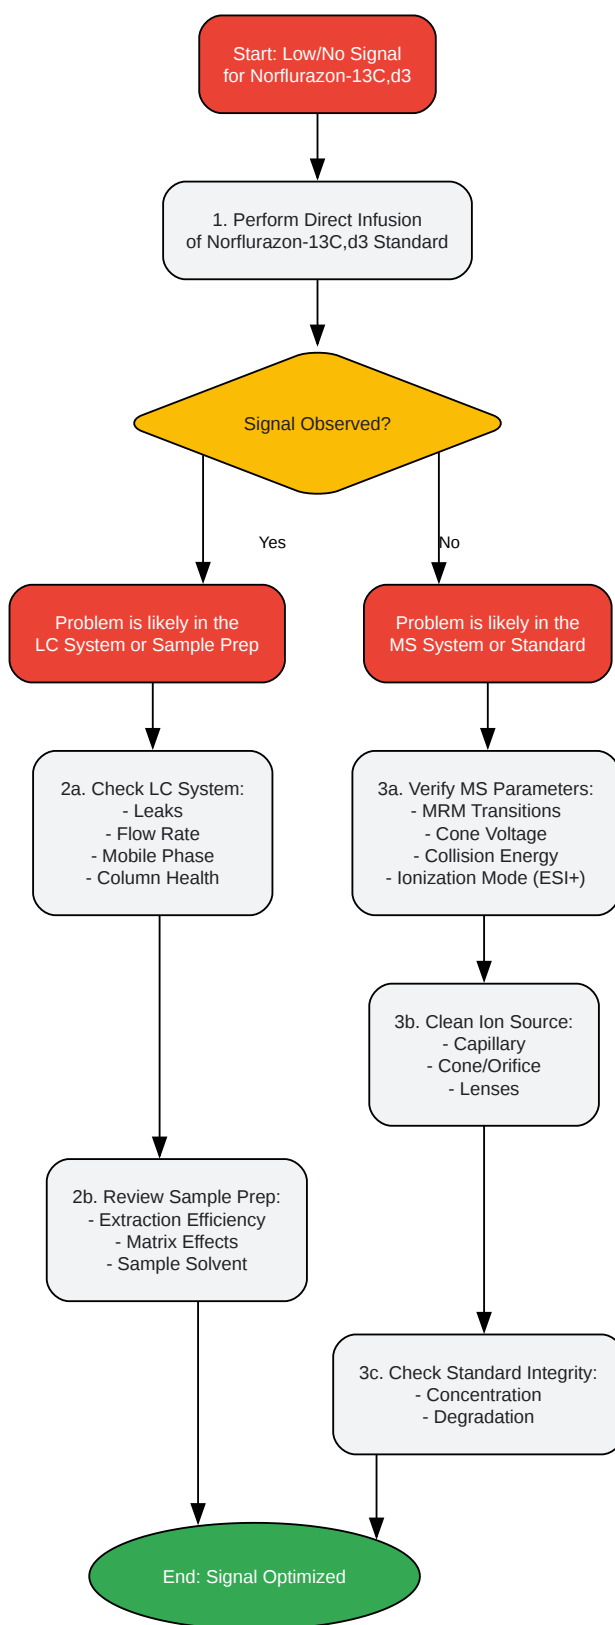 Start: Low/No Signal
for Norflurazon-13C,d3
1. Perform Direct Infusion
of Norflurazon-13C,d3 Standard
Signal Observed?
Yes
No
Problem is likely in the
LC System or Sample Prep
Problem is likely in the
MS System or Standard
2a. Check LC System:
- Leaks
- Flow Rate
- Mobile Phase
- Column Health
3a. Verify MS Parameters:
- MRM Transitions
- Cone Voltage
- Collision Energy
- Ionization Mode (ESI+)
3b. Clean Ion Source:
- Capillary
- Cone/Orifice
- Lenses
2b. Review Sample Prep:
- Extraction Efficiency
- Matrix Effects
- Sample Solvent
3c. Check Standard Integrity:
- Concentration
- Degradation
End: Signal Optimized